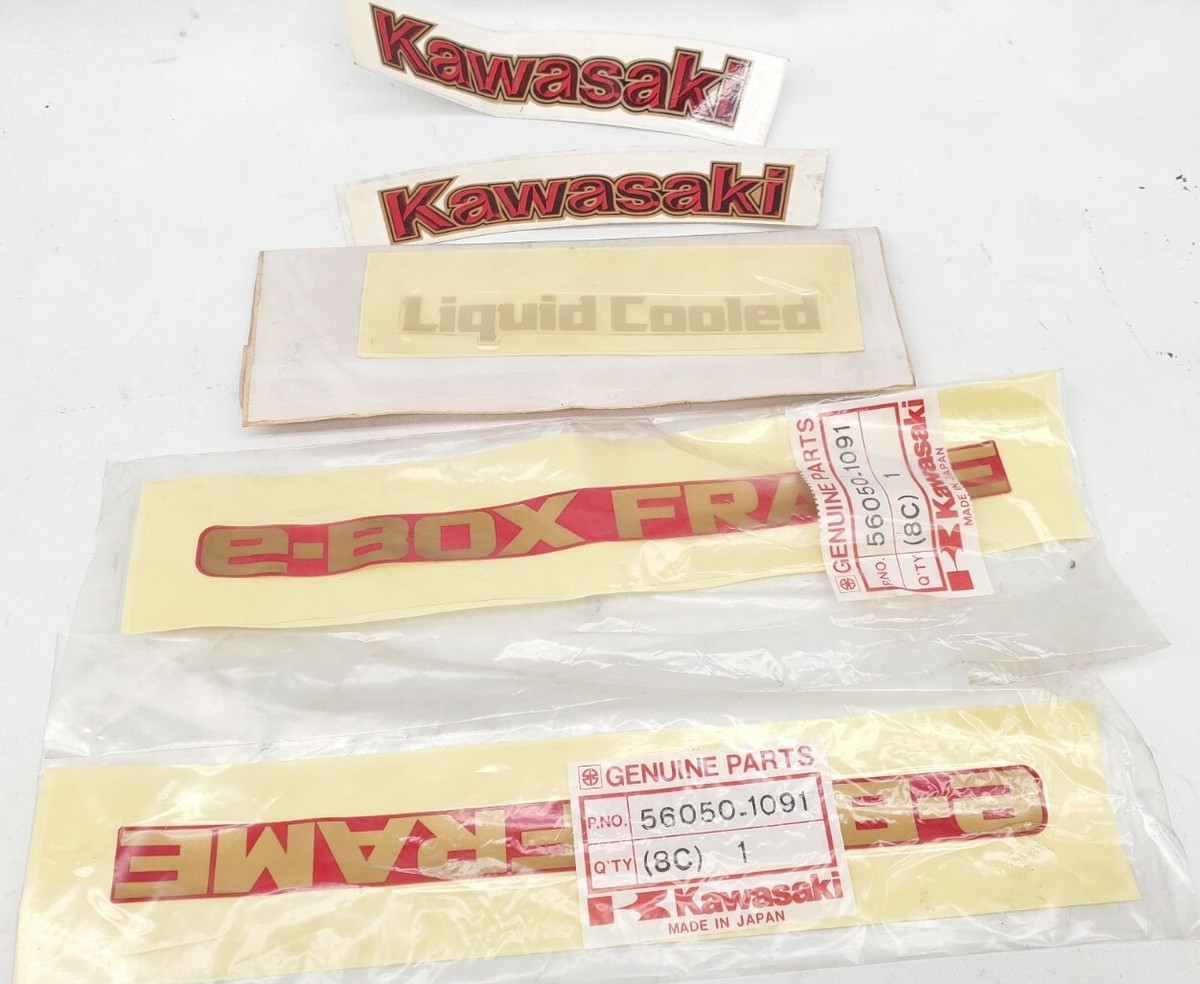 Kawasaki
Kawasaki
Liquid Cooled
e-BOX FRA
GENUINE PARTS
P.NO. 56050-1091
Q'TY (8C) 1
Kawasaki
MADE IN JAPAN
GENUINE PARTS
P.NO. 56050-1091
Q'TY (8C) 1
Kawasaki
MADE IN JAPAN
e-B FRAME